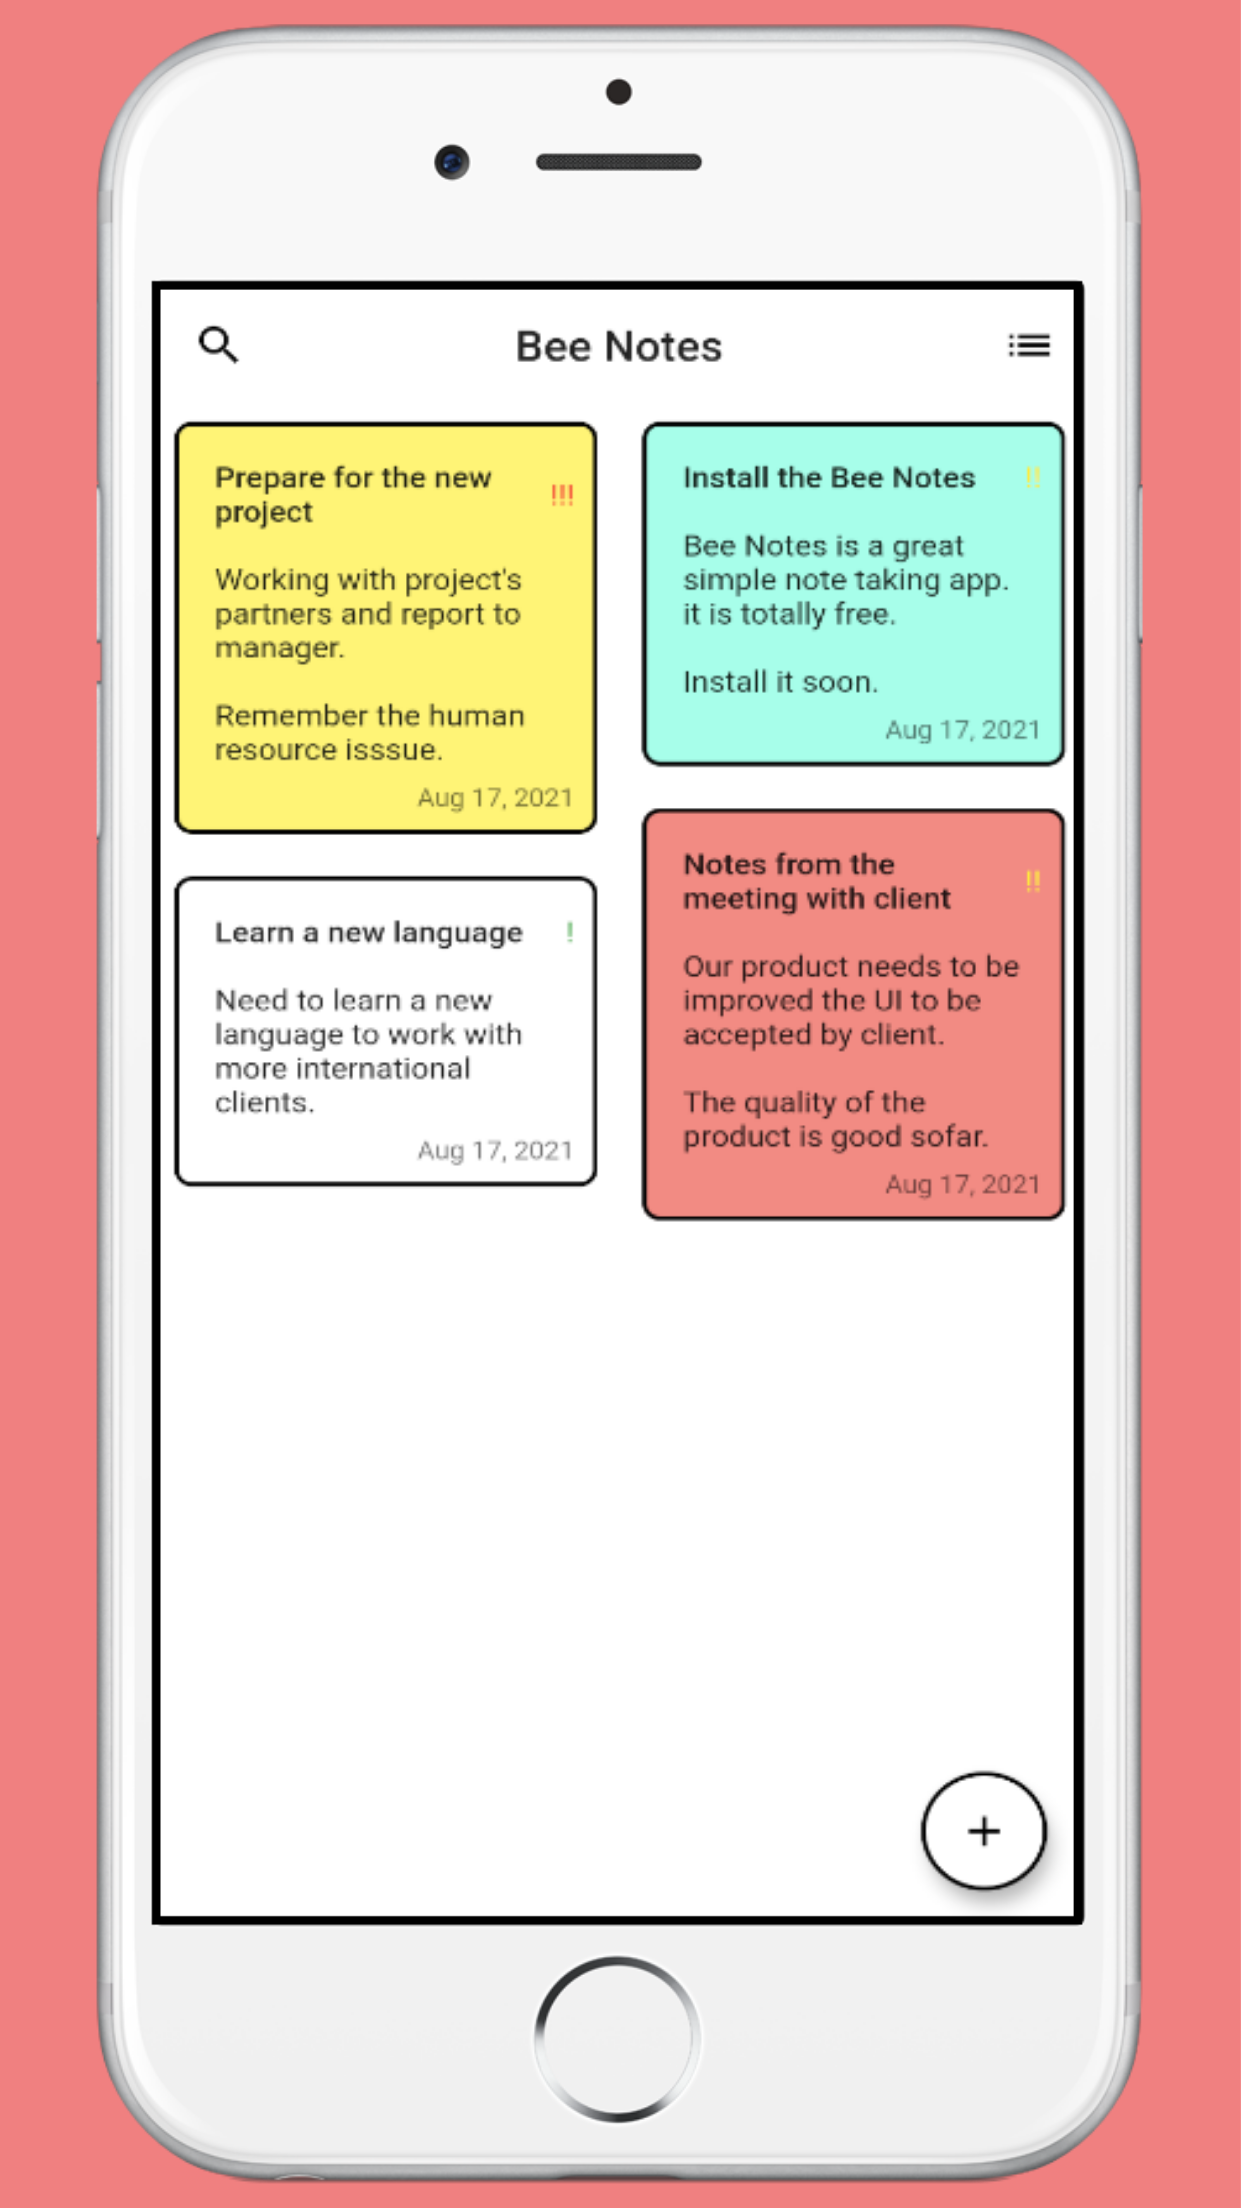 Bee Notes
Prepare for the new
project
!!!
Working with project's
partners and report to
manager.
Remember the human
resource isssue.
Aug 17, 2021
Install the Bee Notes
!!
Bee Notes is a great
simple note taking app.
it is totally free.
Install it soon.
Aug 17, 2021
Learn a new language
!
Need to learn a new
language to work with
more international
clients.
Aug 17, 2021
Notes from the
meeting with client
!!
Our product needs to be
improved the UI to be
accepted by client.
The quality of the
product is good sofar.
Aug 17, 2021
+